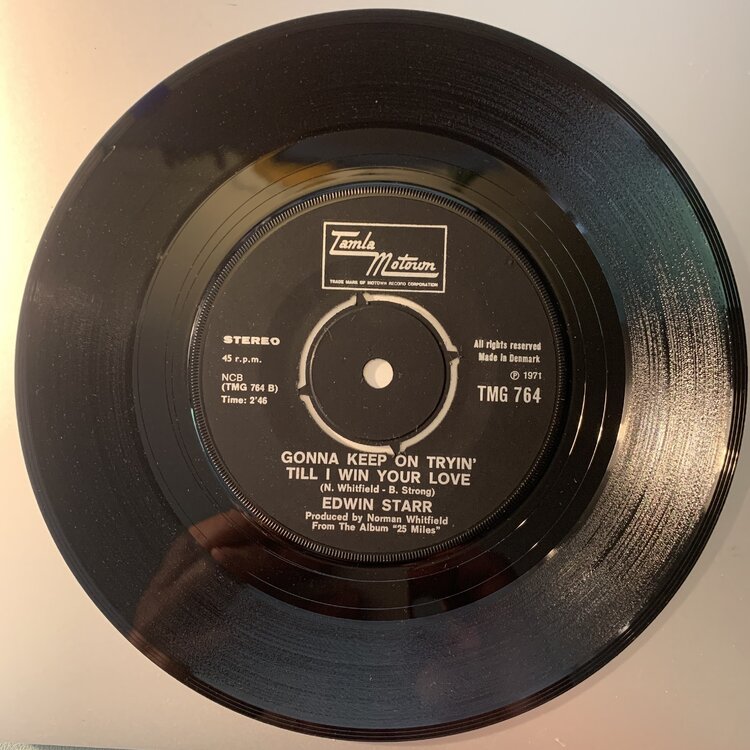 Tamla
Motown
TRADE MARK OF MOTOWN RECORD CORPORATION
STEREO
45 r.p.m.
NCB
(TMG 764 B)
Time: 2'46
All rights reserved
Made in Denmark
℗ 1971
TMG 764
GONNA KEEP ON TRYIN'
TILL I WIN YOUR LOVE
(N. Whitfield - B. Strong)
EDWIN STARR
Produced by Norman Whitfield
From The Album "25 Miles"